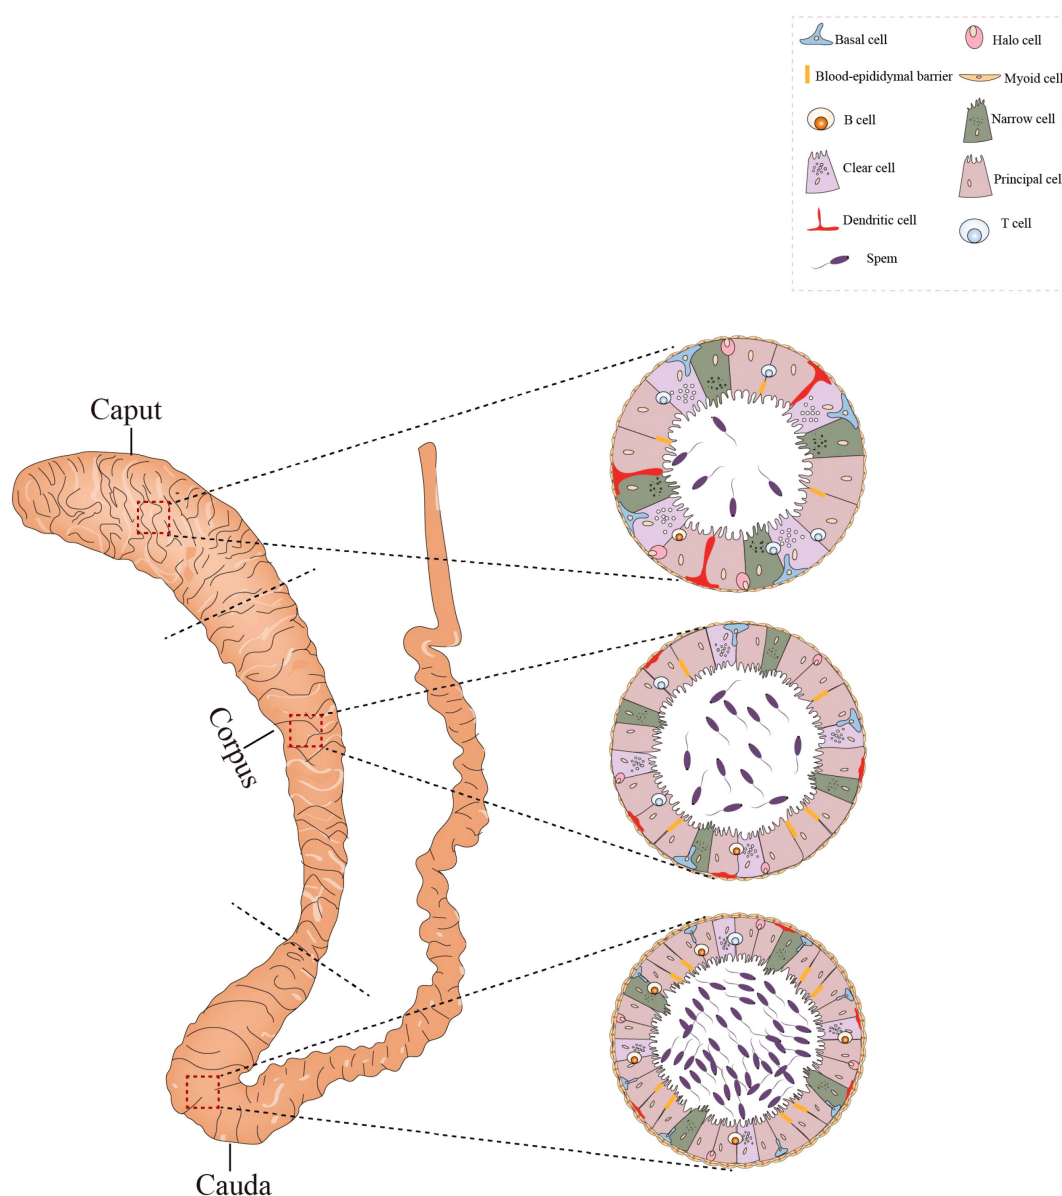 Basal cell
Halo cell
Blood-epididymal barrier
Myoid cell
B cell
Narrow cell
Clear cell
Principal cel
Dendritic cell
T cell
Spem
Caput
Corpus
Cauda